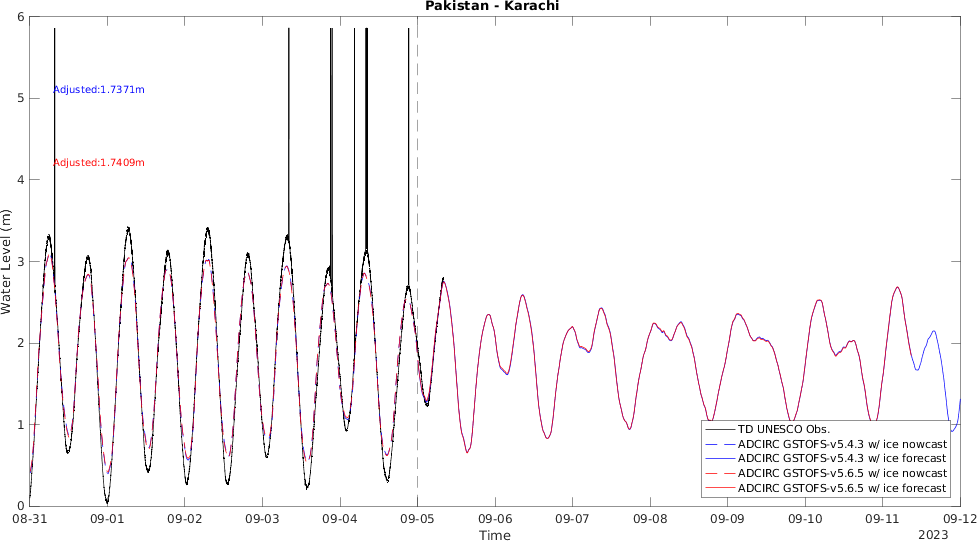 Pakistan - Karachi
6
5
4
3
2
1
0
Water Level (m)
Adjusted:1.7371m
Adjusted:1.7409m
TD UNESCO Obs.
ADCIRC GSTOFS-v5.4.3 w/ ice nowcast
ADCIRC GSTOFS-v5.4.3 w/ ice forecast
ADCIRC GSTOFS-v5.6.5 w/ ice nowcast
ADCIRC GSTOFS-v5.6.5 w/ ice forecast
08-31 09-01 09-02 09-03 09-04 09-05 09-06 09-07 09-08 09-09 09-10 09-11 09-12
Time
2023